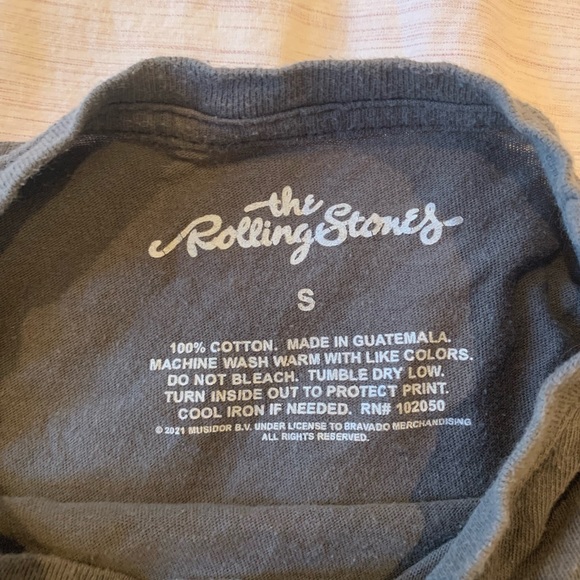 the
Rolling Stones
S
100% COTTON. MADE IN GUATEMALA.
MACHINE WASH WARM WITH LIKE COLORS.
DO NOT BLEACH. TUMBLE DRY LOW.
TURN INSIDE OUT TO PROTECT PRINT.
COOL IRON IF NEEDED. RN# 102050
© 2021 MUSIDOR B.V. UNDER LICENSE TO BRAVADO MERCHANDISING
ALL RIGHTS RESERVED.